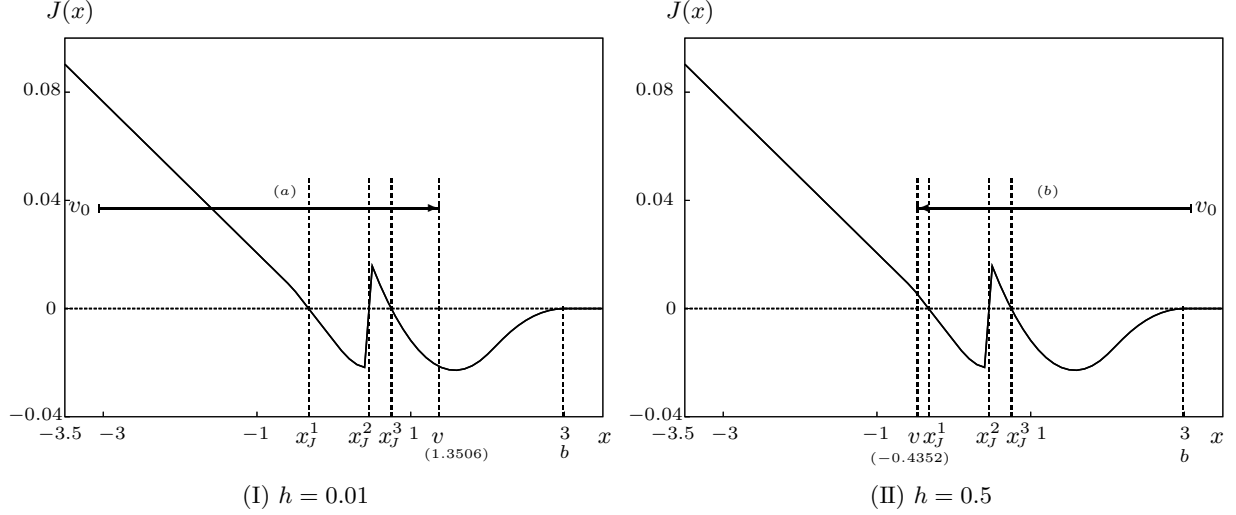 J(x) J(x)
0.08 0.08
(a) (b)
0.04 0.04
v₀ v₀
0 0
−0.04 −0.04
−3.5 −3 −1 x_J^1 x_J^2 x_J^3 1 v 3 x −3.5 −3 −1 v x_J^1 x_J^2 x_J^3 1 3 x
(1.3506) b (−0.4352) b
(I) h = 0.01 (II) h = 0.5